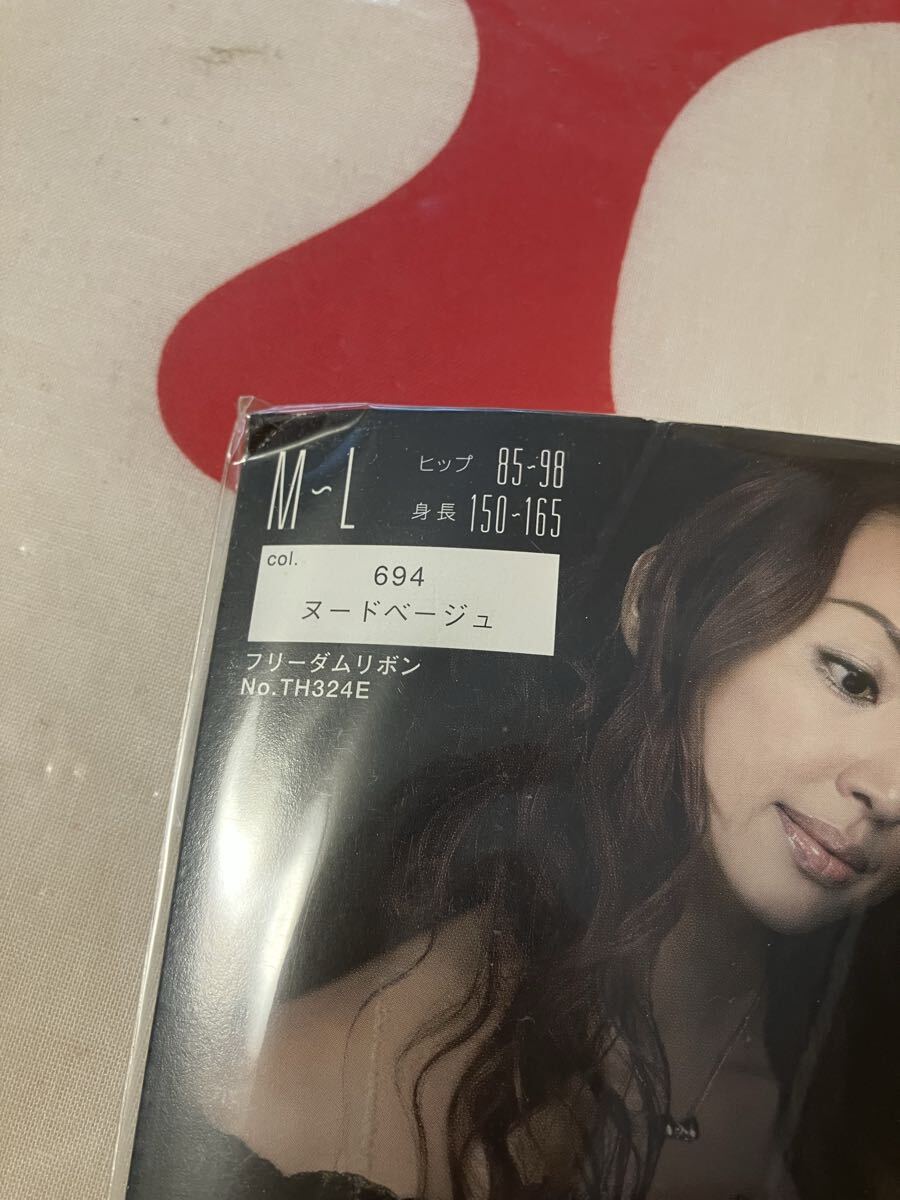 M~L
ヒップ 85~98
身長 150~165
col.
694
ヌードベージュ
フリーダムリボン
No.TH324E